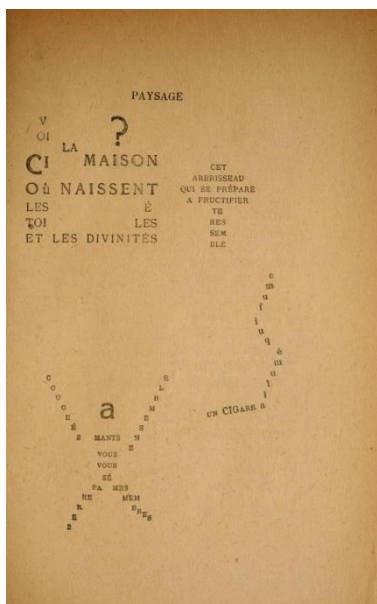 PAYSAGE
V
OI
?
LA
CI MAISON
Où NAISSENT
LES É
TOI LES
ET LES DIVINITÉS
CET
ARBRISSEAU
QUI SE PRÉPARE
A FRUCTIFIER
TE
RES
SEM
BLE
COUCHÉS ENSEMBLE
a
MANTS
VOUS
VOUS
SÉ
PA MES
RE MEM
REZ BRES
UN CIGARE allumé qui fume